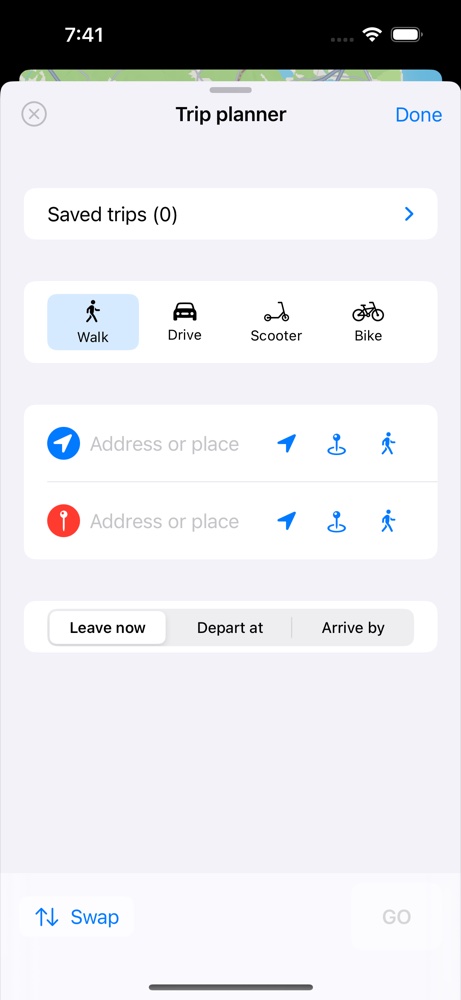 7:41
Trip planner
Done
Saved trips (0)
Walk
Drive
Scooter
Bike
Address or place
Address or place
Leave now
Depart at
Arrive by
Swap
GO